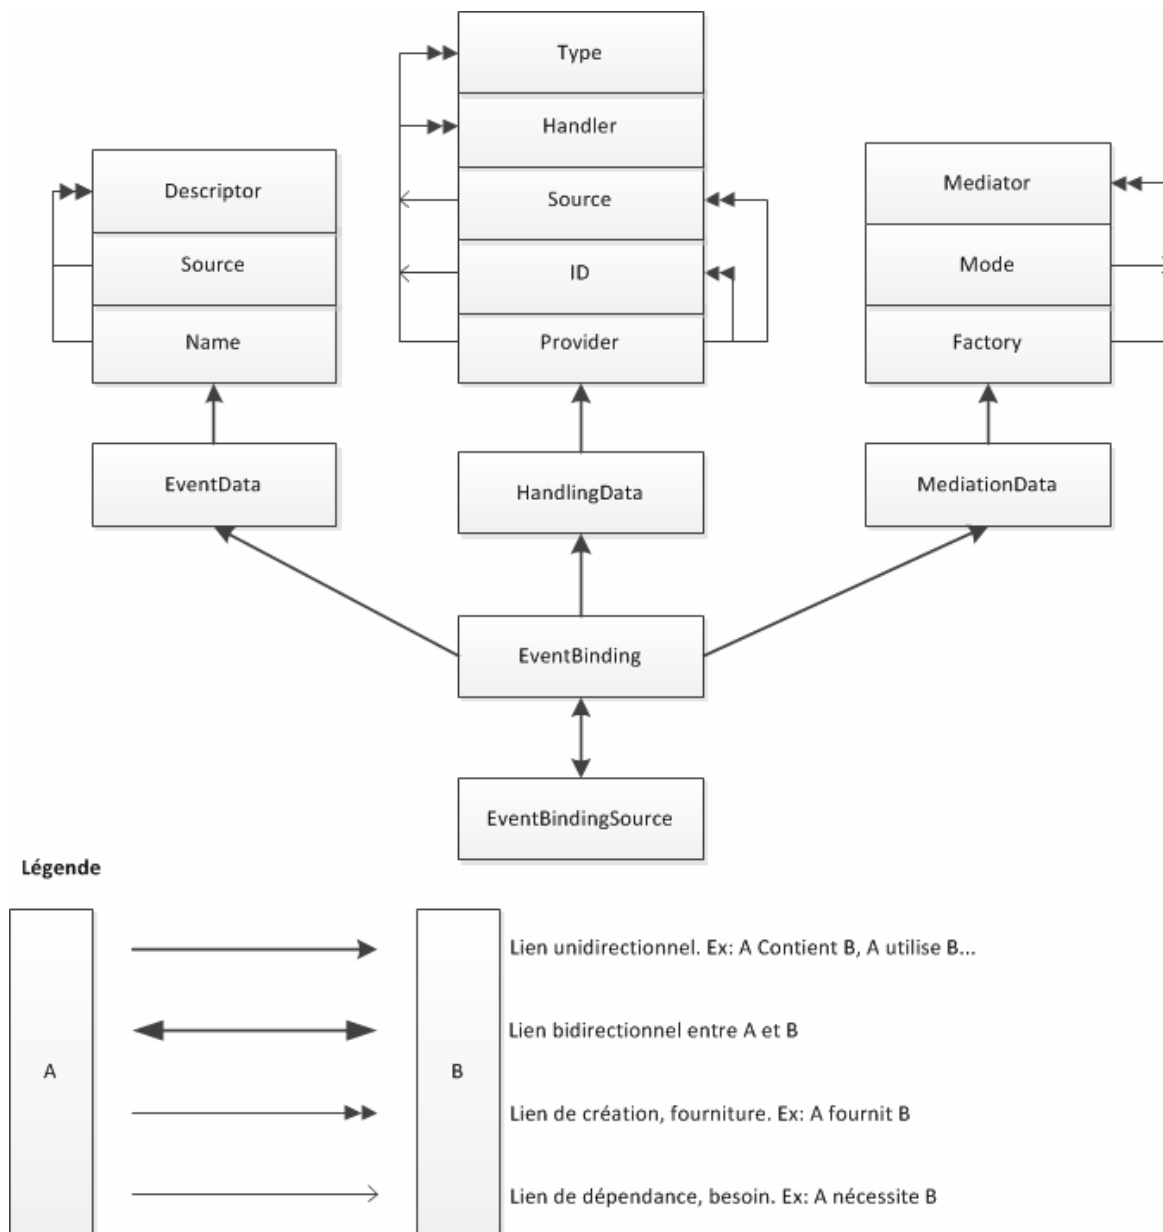 Type
Handler
Source
ID
Provider
Descriptor
Source
Name
Mediator
Mode
Factory
EventData
HandlingData
MediationData
EventBinding
EventBindingSource
Légende
A
B
Lien unidirectionnel. Ex: A Contient B, A utilise B...
Lien bidirectionnel entre A et B
Lien de création, fourniture. Ex: A fournit B
Lien de dépendance, besoin. Ex: A nécessite B